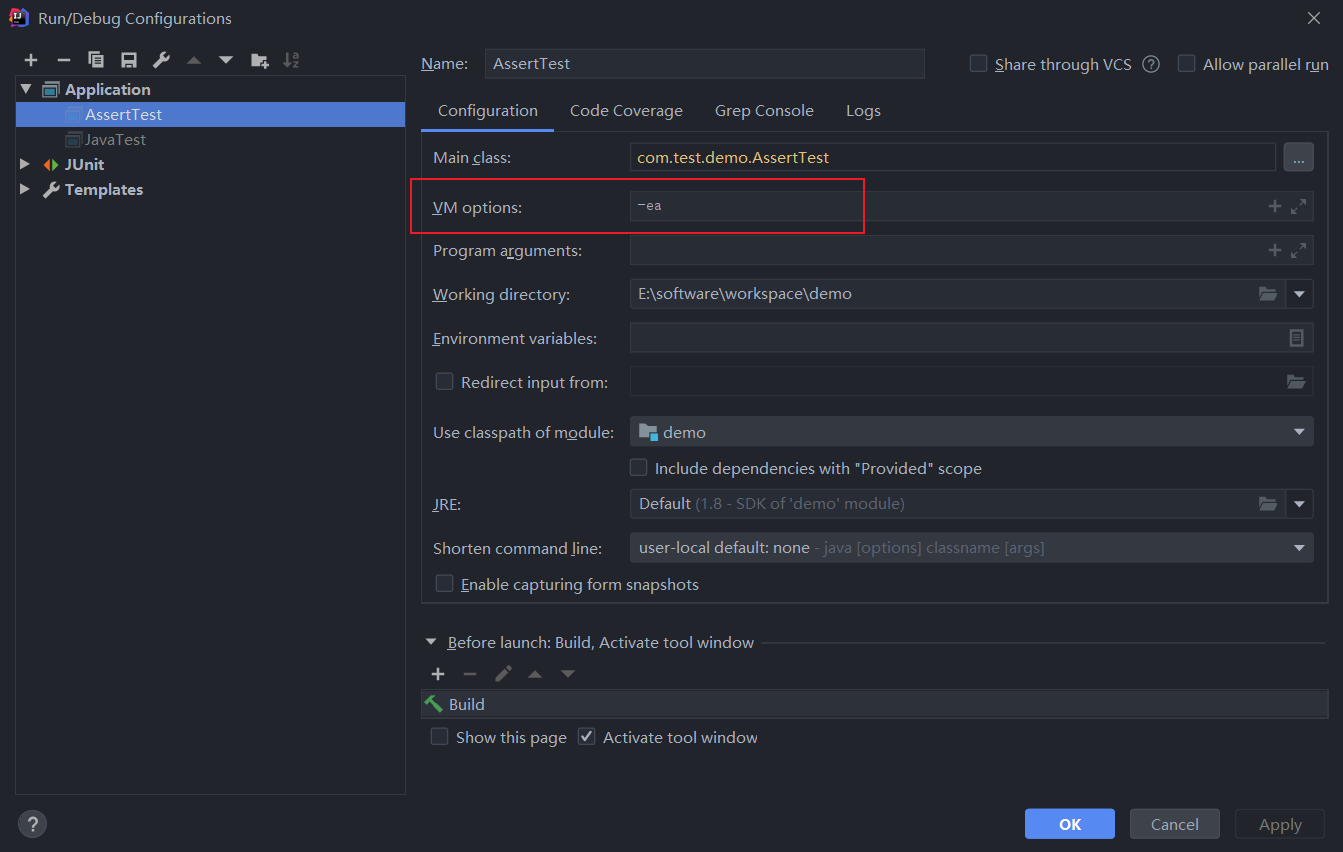 Run/Debug Configurations
Name: AssertTest Share through VCS ? Allow parallel run
Application
AssertTest
JavaTest
JUnit
Templates
Configuration Code Coverage Grep Console Logs
Main class: com.test.demo.AssertTest ...
VM options: -ea
Program arguments:
Working directory: E:\software\workspace\demo
Environment variables:
Redirect input from:
Use classpath of module: demo
Include dependencies with "Provided" scope
JRE: Default (1.8 - SDK of 'demo' module)
Shorten command line: user-local default: none - java [options] classname [args]
Enable capturing form snapshots
Before launch: Build, Activate tool window
Build
Show this page Activate tool window
? OK Cancel Apply